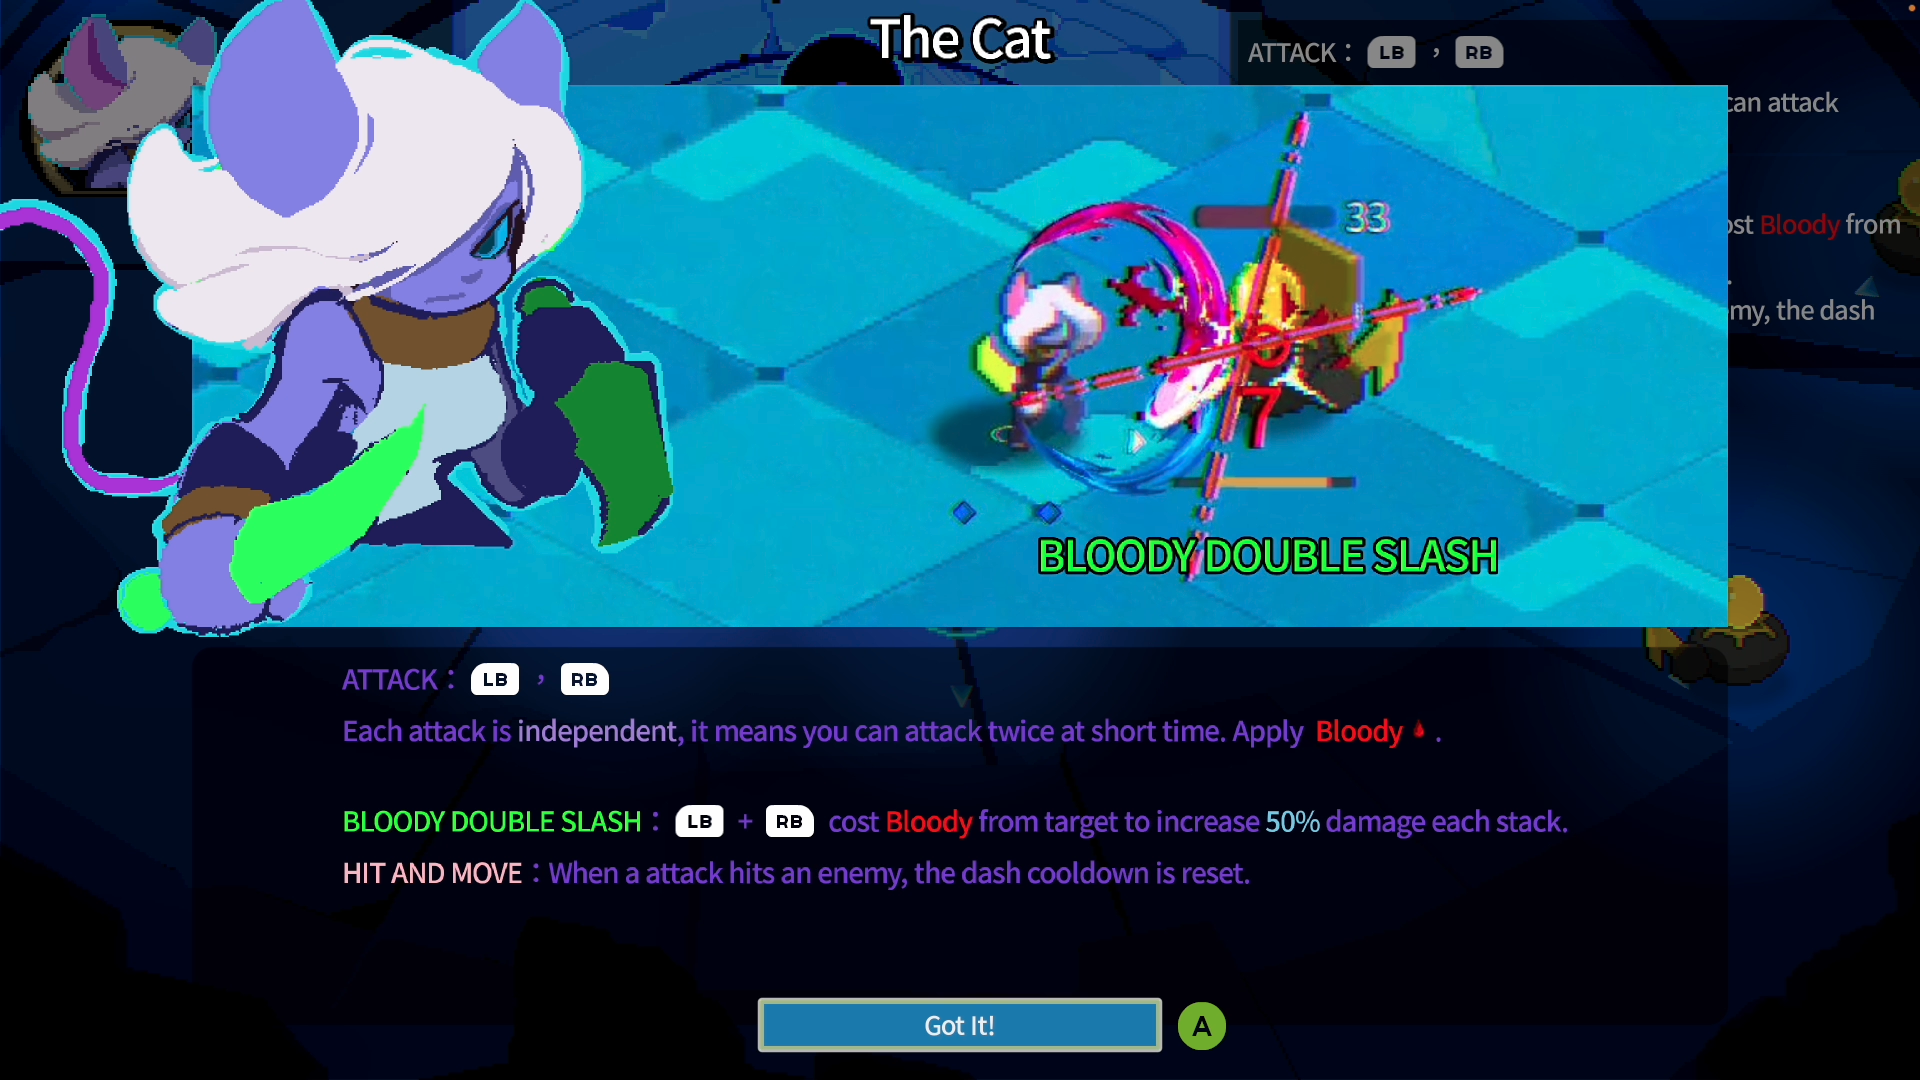 The Cat
ATTACK： LB ， RB
can attack
33
ost Bloody from
.
my, the dash
7
BLOODY DOUBLE SLASH
ATTACK： LB ， RB
Each attack is independent, it means you can attack twice at short time. Apply Bloody .
BLOODY DOUBLE SLASH： LB + RB cost Bloody from target to increase 50% damage each stack.
HIT AND MOVE：When a attack hits an enemy, the dash cooldown is reset.
Got It! A